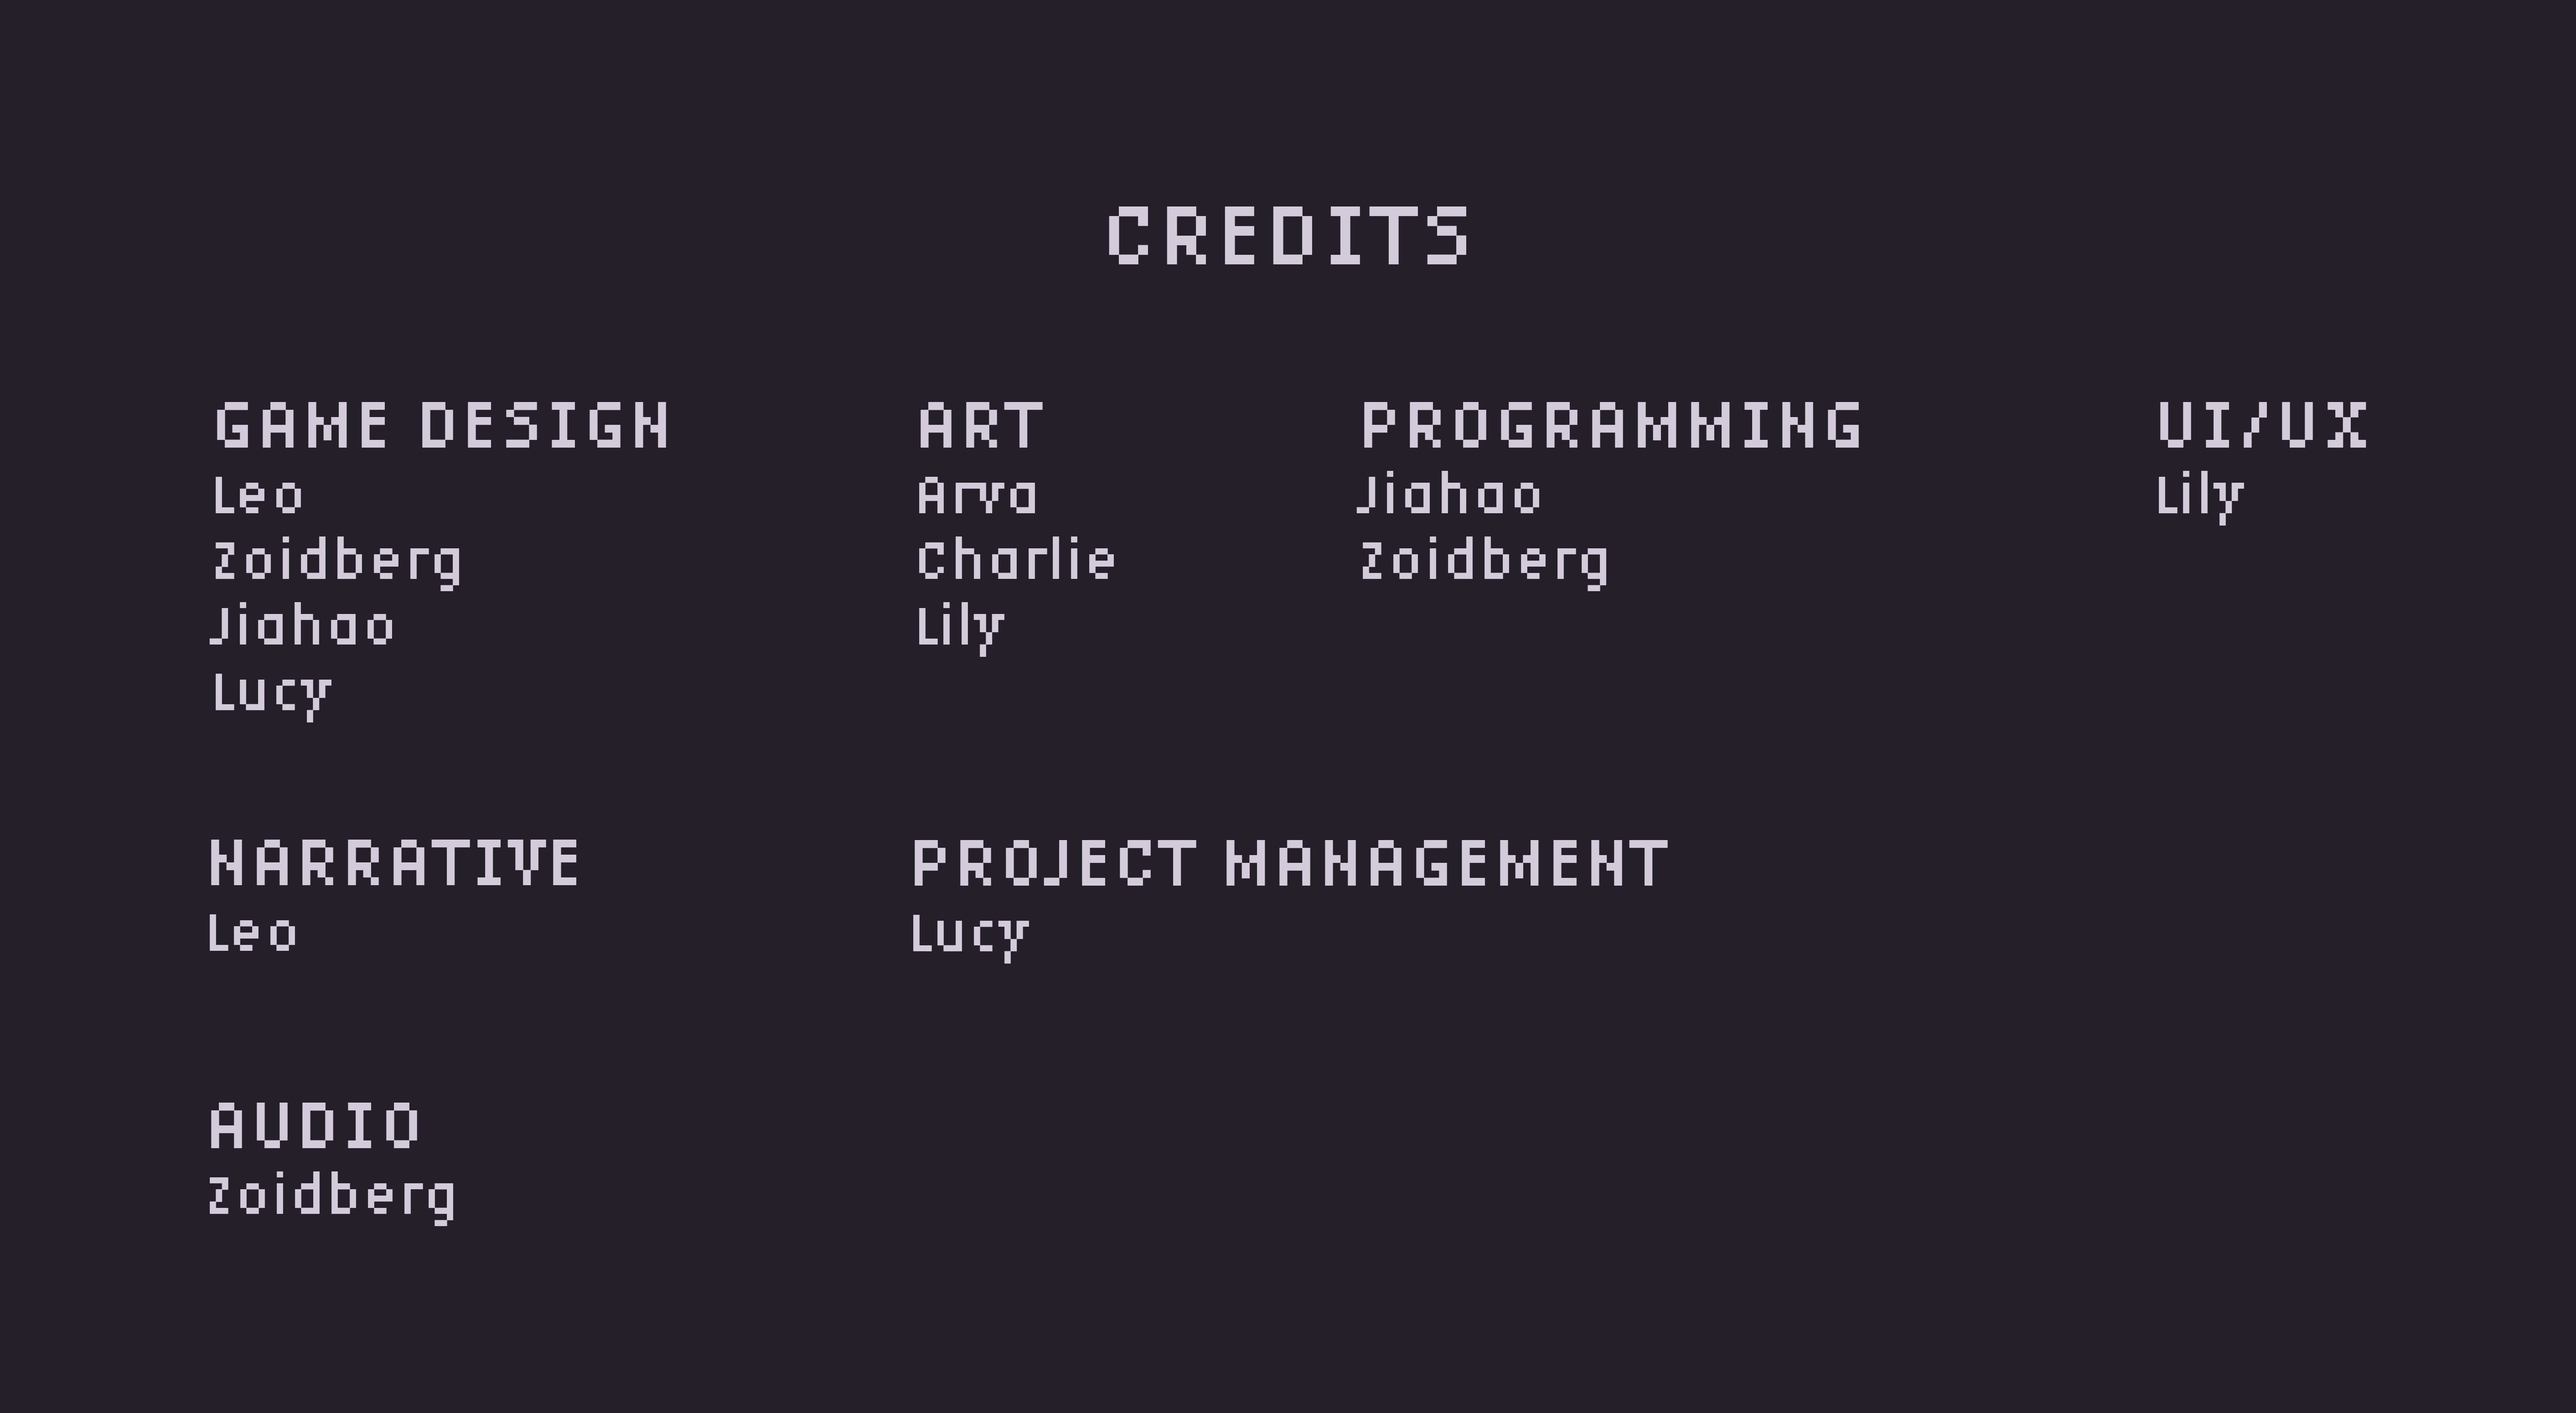 CREDITS
GAME DESIGN
Leo
Zoidberg
Jiahao
Lucy
ART
Arva
Charlie
Lily
PROGRAMMING
Jiahao
Zoidberg
UI/UX
Lily
NARRATIVE
Leo
PROJECT MANAGEMENT
Lucy
AUDIO
Zoidberg